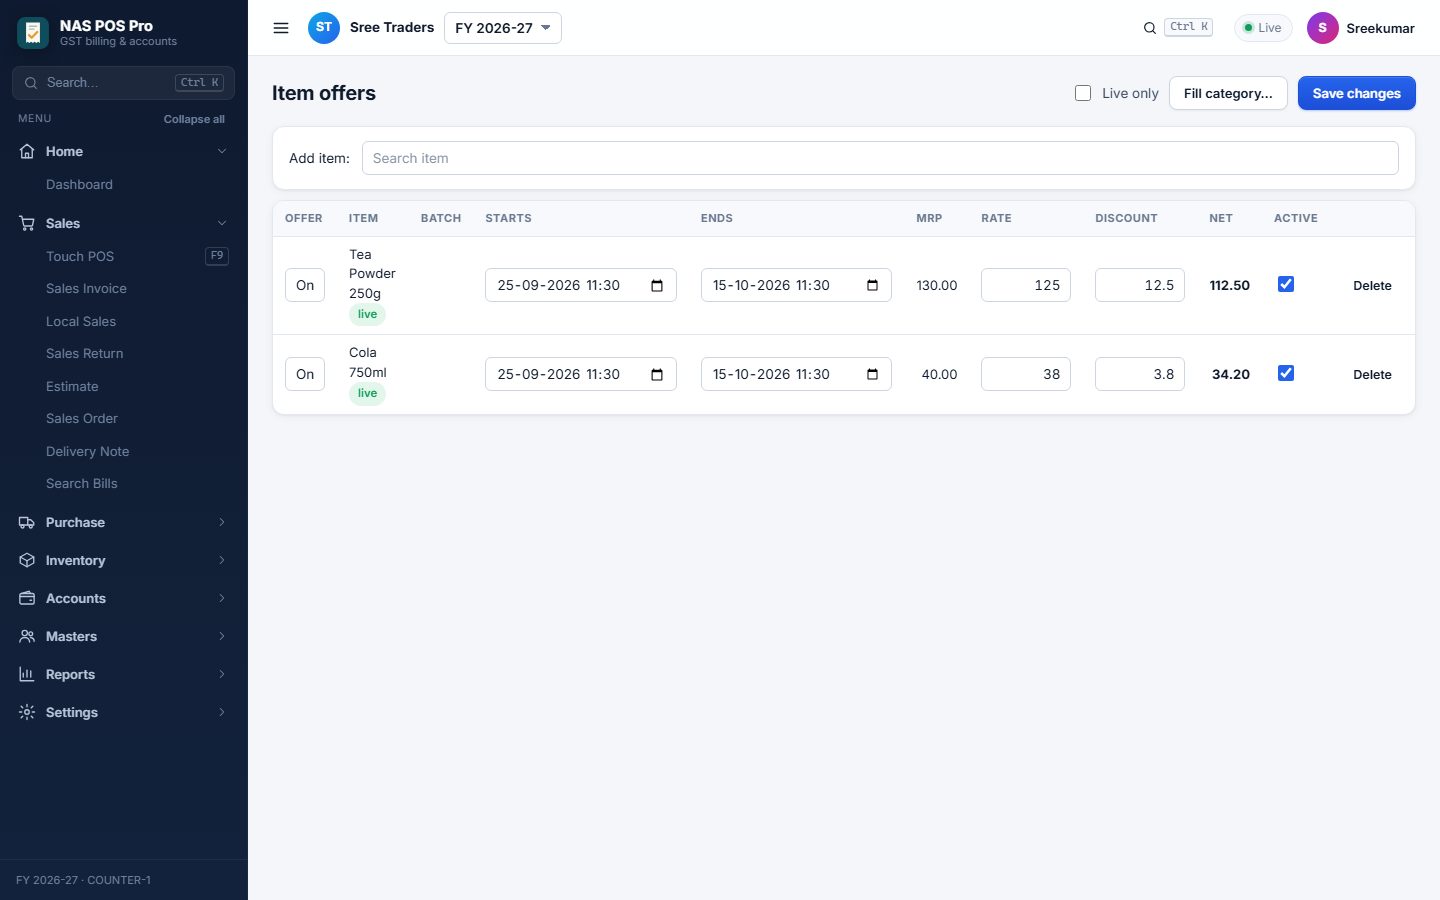 NAS POS Pro
GST billing & accounts
Search... Ctrl K
MENU Collapse all
Home
Dashboard
Sales
Touch POS F9
Sales Invoice
Local Sales
Sales Return
Estimate
Sales Order
Delivery Note
Search Bills
Purchase
Inventory
Accounts
Masters
Reports
Settings
FY 2026-27 · COUNTER-1
ST Sree Traders FY 2026-27 Ctrl K Live S Sreekumar
Item offers Live only Fill category... Save changes
Add item: Search item
OFFER ITEM BATCH STARTS ENDS MRP RATE DISCOUNT NET ACTIVE
Tea
Powder
On 250g 25-09-2026 11:30 15-10-2026 11:30 130.00 125 12.5 112.50 Delete
live
Cola
On 750ml 25-09-2026 11:30 15-10-2026 11:30 40.00 38 3.8 34.20 Delete
live